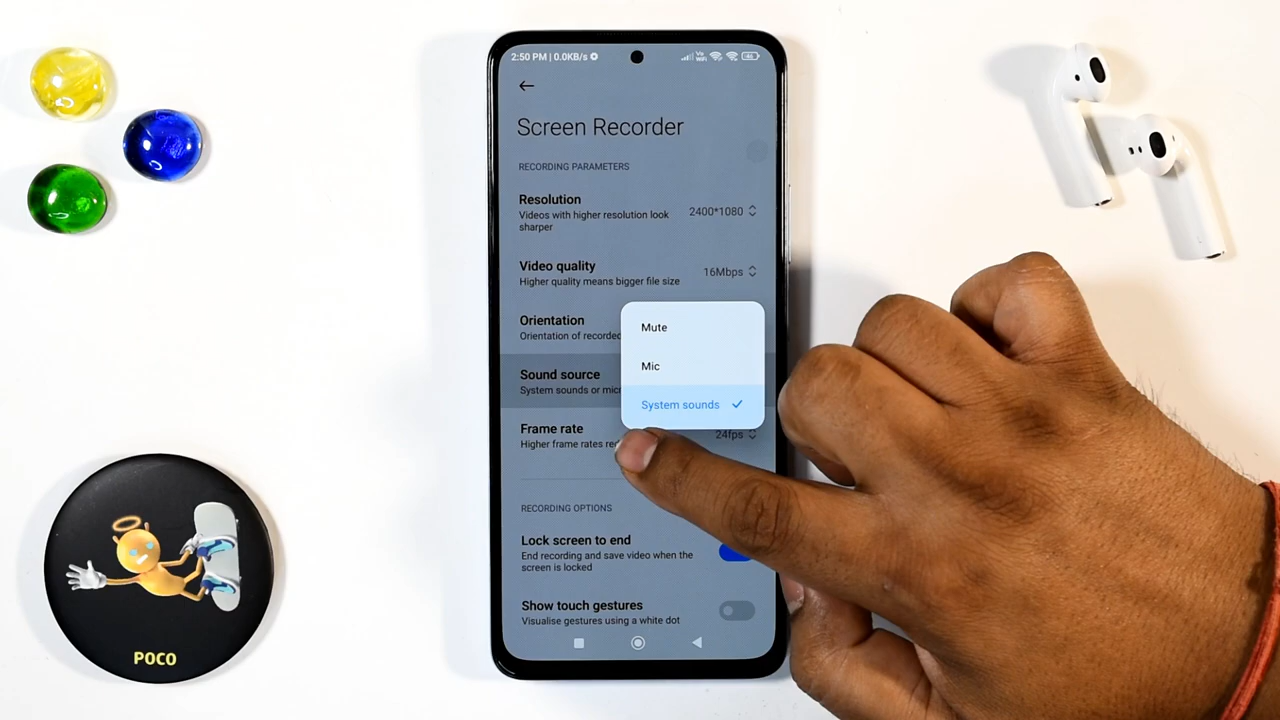 2:50 PM | 0.0KB/s
Vo
WiFi
Screen Recorder
RECORDING PARAMETERS
Resolution
Videos with higher resolution look
sharper
2400*1080
Video quality
Higher quality means bigger file size
16Mbps
Orientation
Orientation of recorded
Mute
Mic
System sounds
Sound source
System sounds or mic
Frame rate
Higher frame rates
24fps
RECORDING OPTIONS
Lock screen to end
End recording and save video when the
screen is locked
Show touch gestures
Visualise gestures using a white dot
POCO